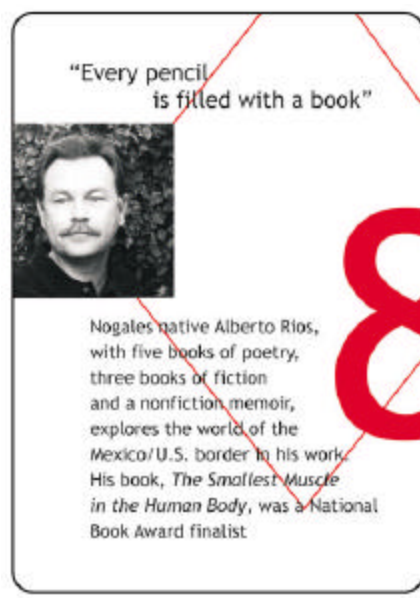 “Every pencil
is filled with a book”
8
Nogales native Alberto Rios,
with five books of poetry,
three books of fiction
and a nonfiction memoir,
explores the world of the
Mexico/U.S. border in his work.
His book, The Smallest Muscle
in the Human Body, was a National
Book Award finalist